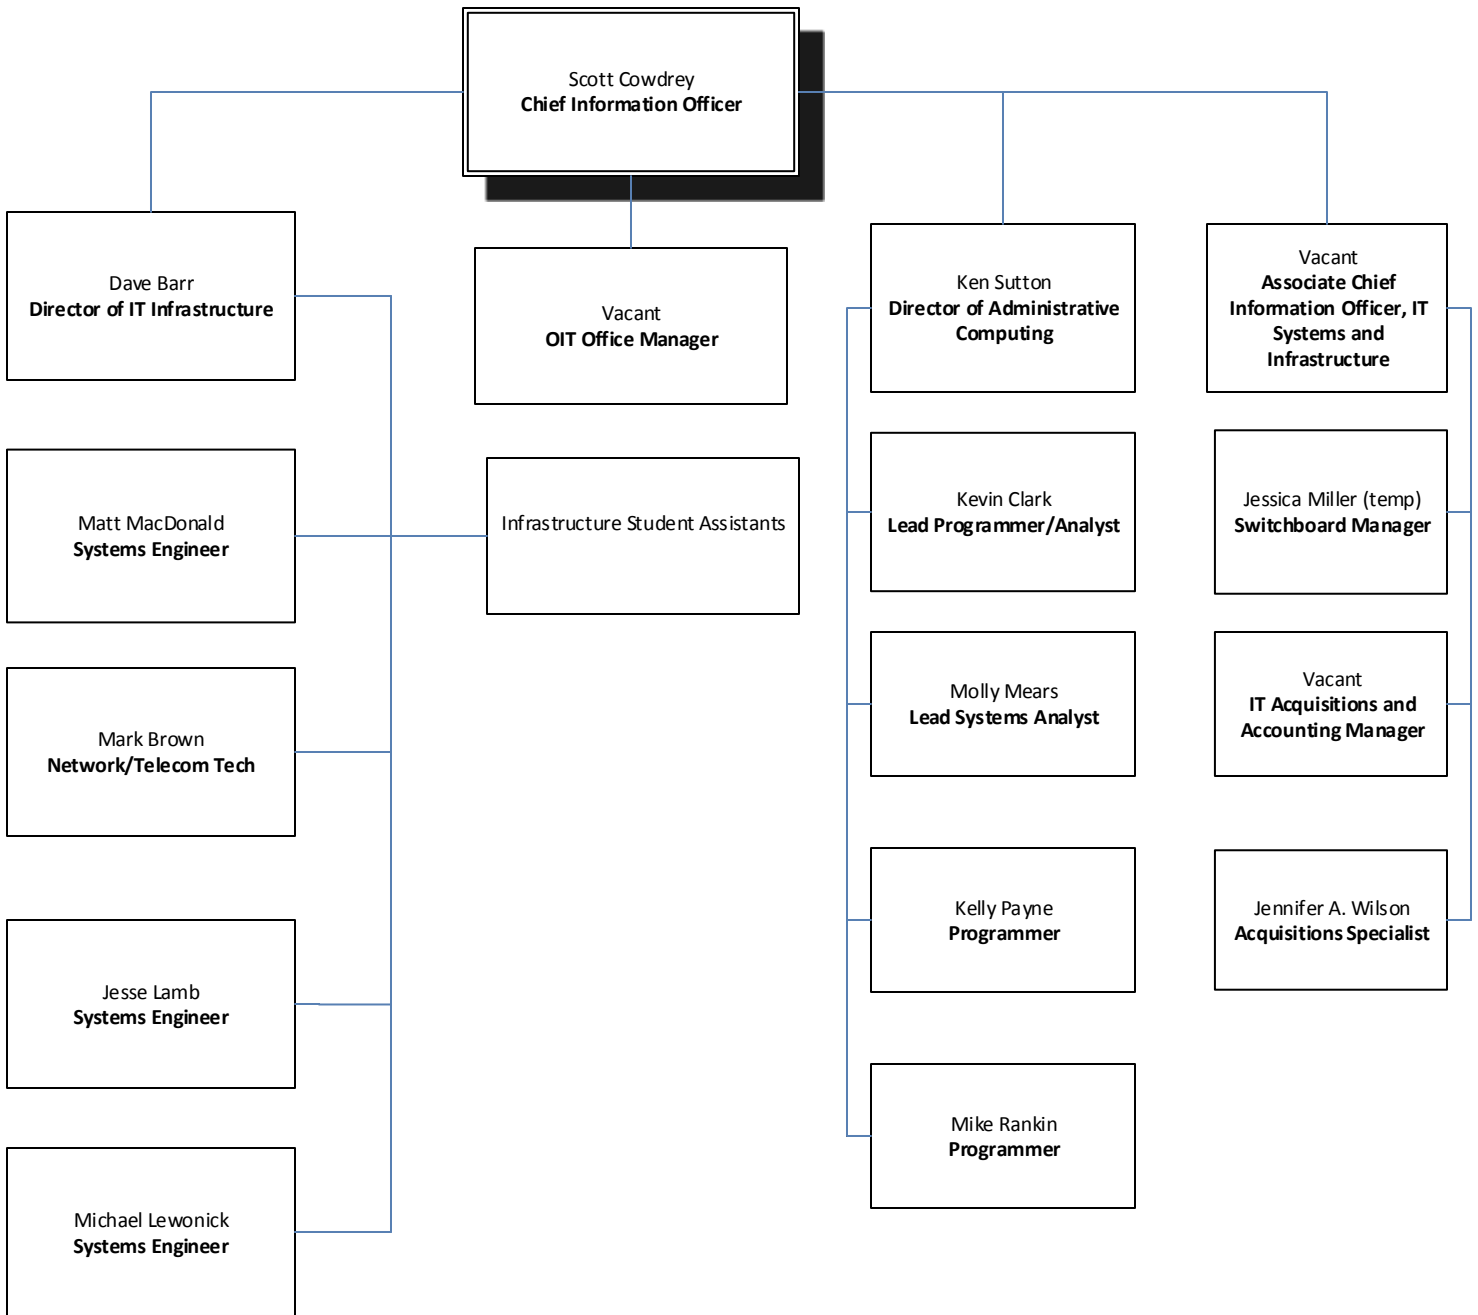 Scott Cowdrey
Chief Information Officer
Dave Barr
Director of IT Infrastructure
Vacant
OIT Office Manager
Ken Sutton
Director of Administrative
Computing
Vacant
Associate Chief
Information Officer, IT
Systems and
Infrastructure
Matt MacDonald
Systems Engineer
Infrastructure Student Assistants
Kevin Clark
Lead Programmer/Analyst
Jessica Miller (temp)
Switchboard Manager
Mark Brown
Network/Telecom Tech
Molly Mears
Lead Systems Analyst
Vacant
IT Acquisitions and
Accounting Manager
Jesse Lamb
Systems Engineer
Kelly Payne
Programmer
Jennifer A. Wilson
Acquisitions Specialist
Michael Lewonick
Systems Engineer
Mike Rankin
Programmer